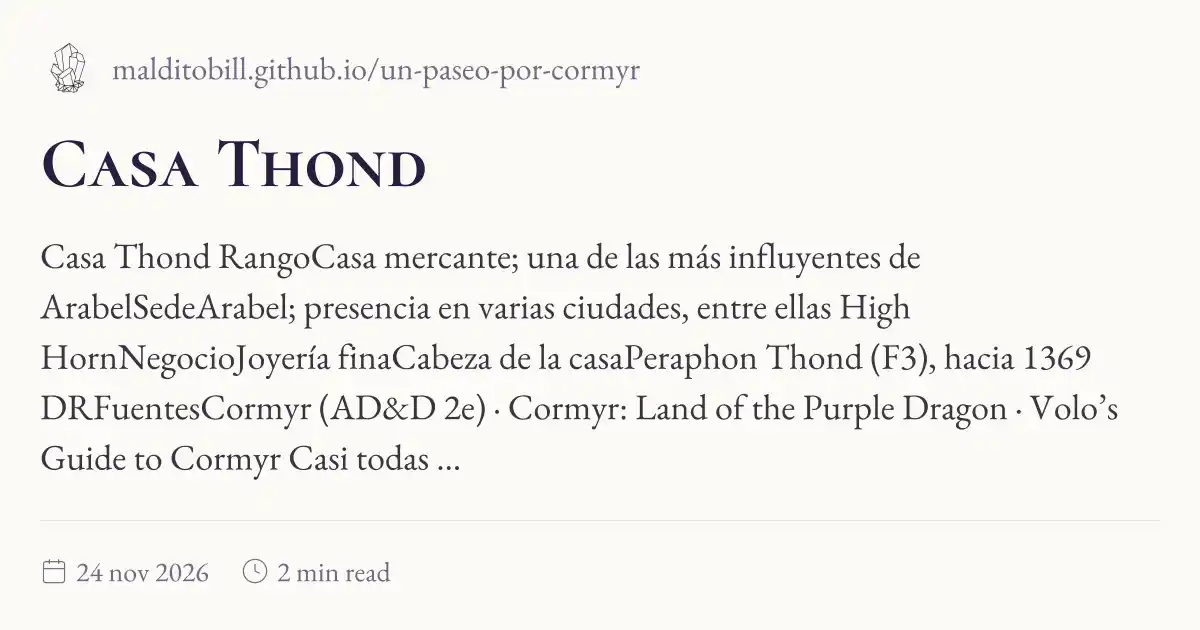 malditobill.github.io/un-paseo-por-cormyr
Casa Thond
Casa Thond RangoCasa mercante; una de las más influyentes de
ArabelSedeArabel; presencia en varias ciudades, entre ellas High
HornNegocioJoyería finaCabeza de la casaPeraphon Thond (F3), hacia 1369
DRFuentesCormyr (AD&D 2e) · Cormyr: Land of the Purple Dragon · Volo’s
Guide to Cormyr Casi todas ...
24 nov 2026 2 min read